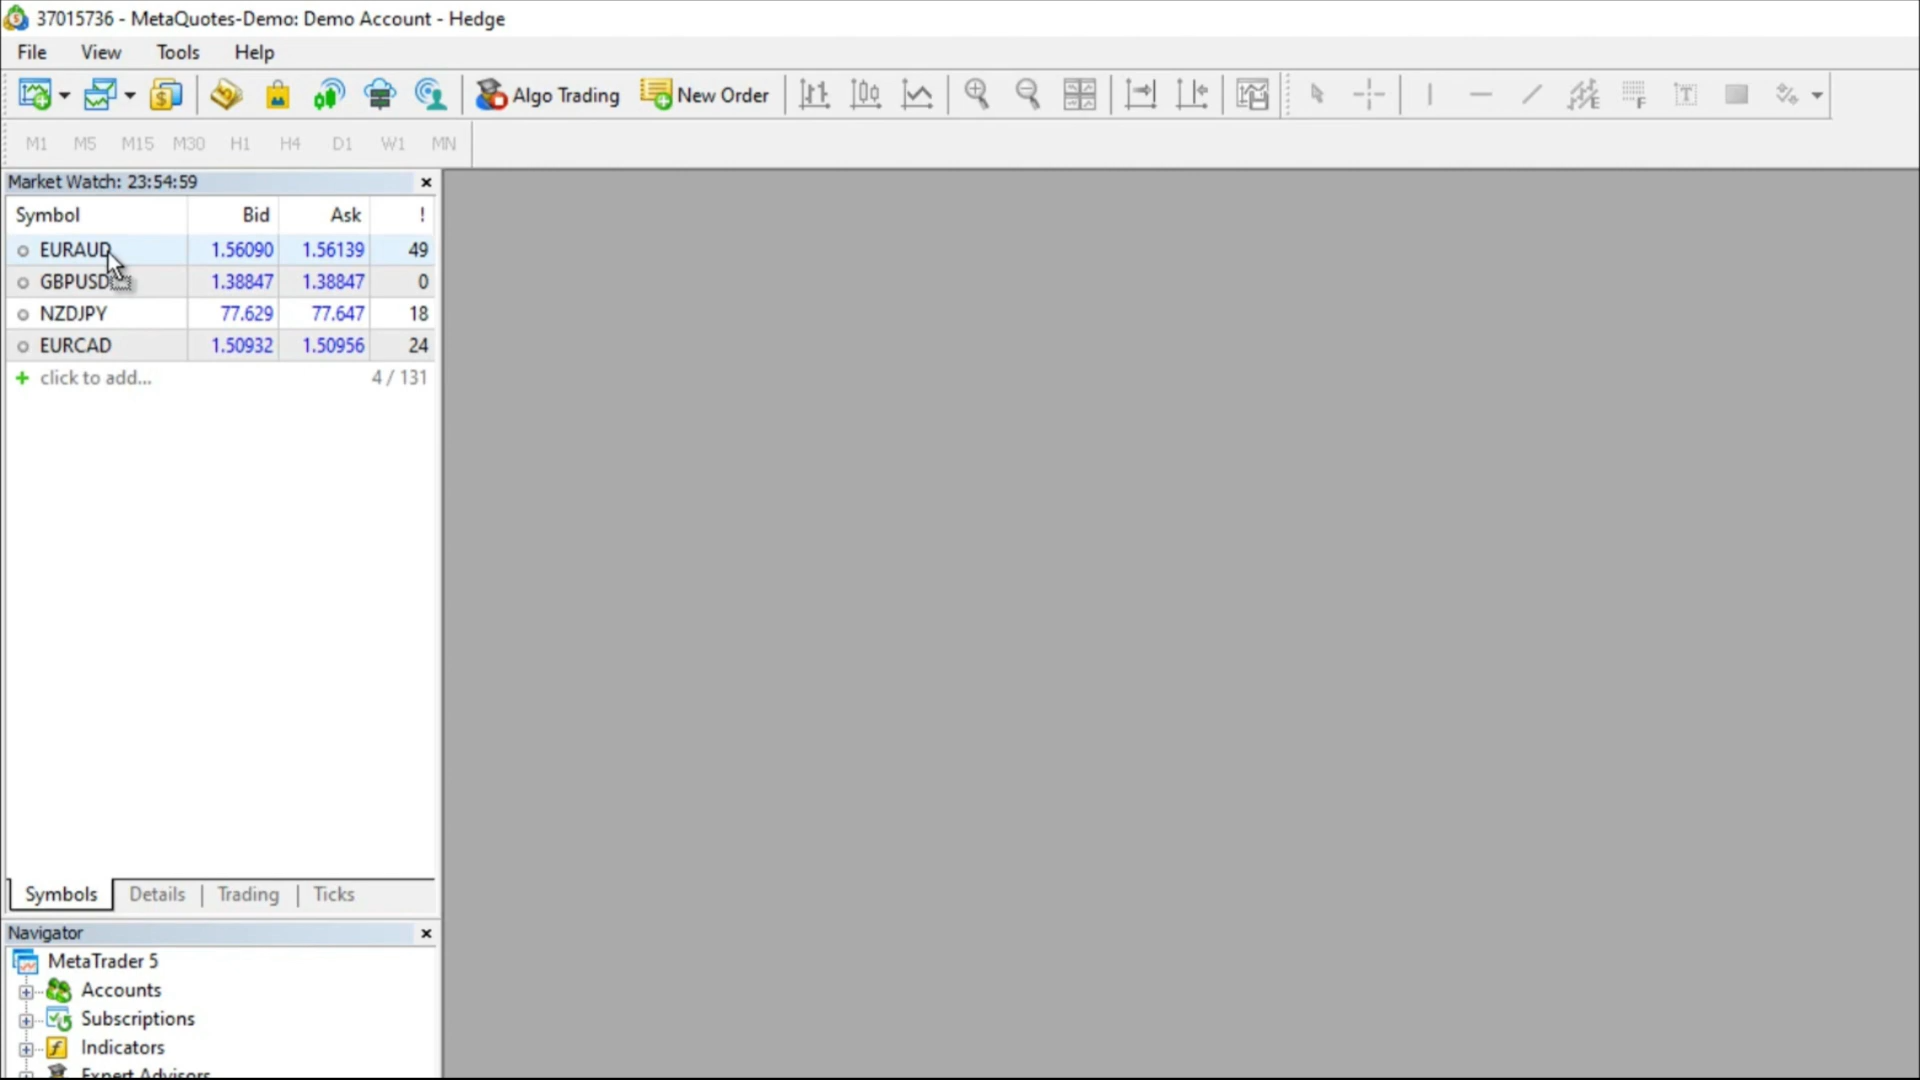 37015736 - MetaQuotes-Demo: Demo Account - Hedge
File View Tools Help
Algo Trading New Order
M1 M5 M15 M30 H1 H4 D1 W1 MN
Market Watch: 23:54:59
Symbol Bid Ask !
EURAUD 1.56090 1.56139 49
GBPUSD 1.38847 1.38847 0
NZDJPY 77.629 77.647 18
EURCAD 1.50932 1.50956 24
+ click to add... 4 / 131
Symbols Details | Trading | Ticks
Navigator
MetaTrader 5
Accounts
Subscriptions
Indicators
Expert Advisors